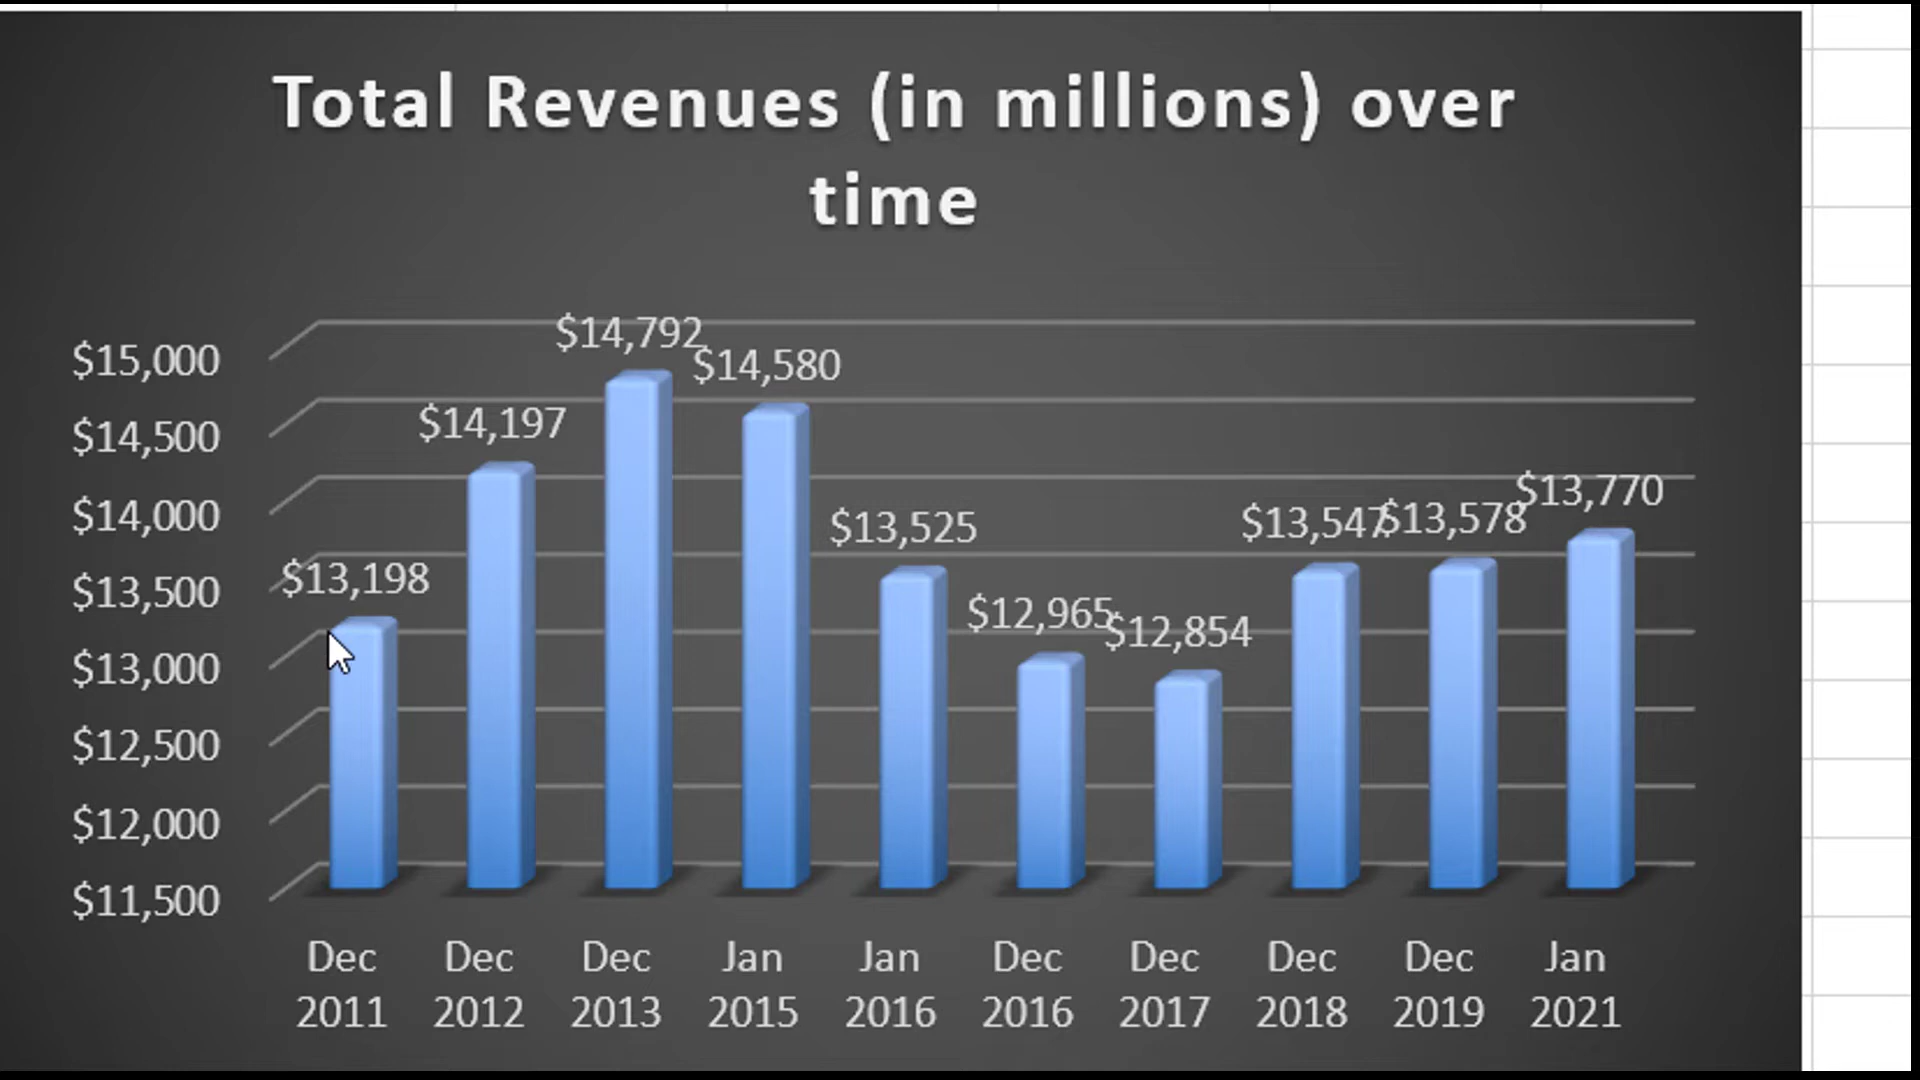 Total Revenues (in millions) over
time
$15,000
$14,500
$14,000
$13,500
$13,000
$12,500
$12,000
$11,500
$13,198
$14,197
$14,792
$14,580
$13,525
$12,965
$12,854
$13,547
$13,578
$13,770
Dec 2011
Dec 2012
Dec 2013
Jan 2015
Jan 2016
Dec 2016
Dec 2017
Dec 2018
Dec 2019
Jan 2021